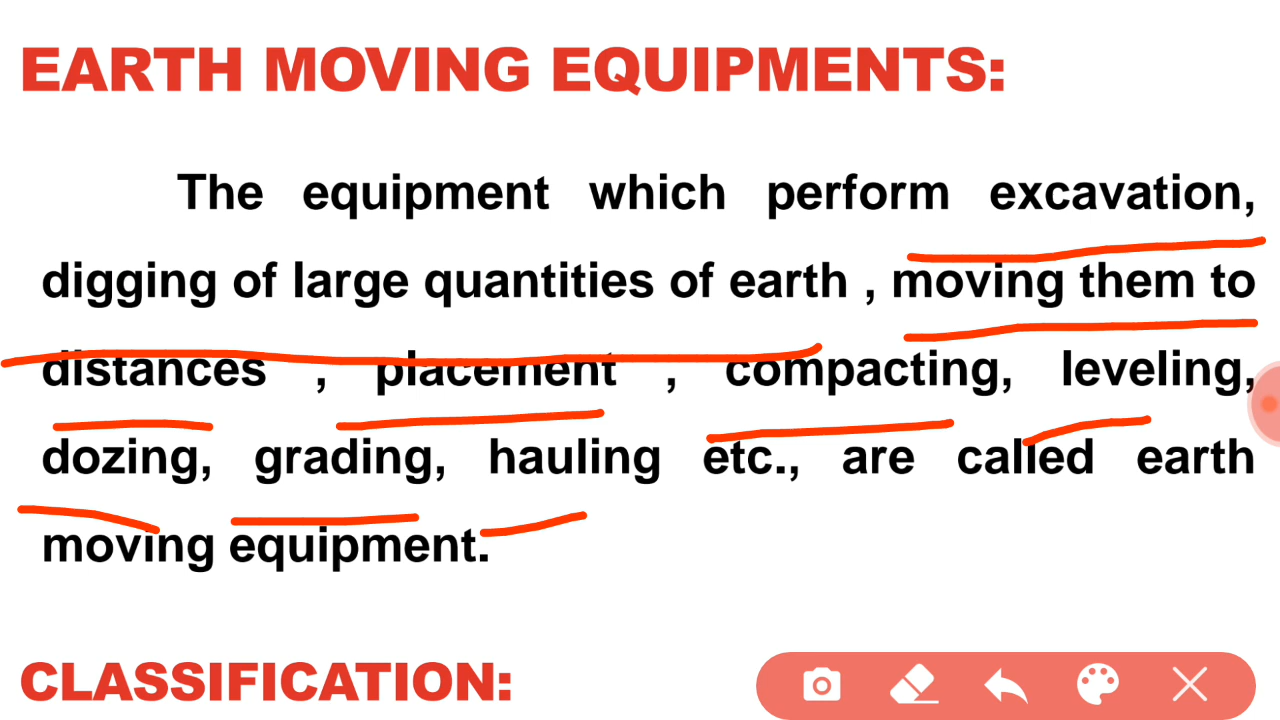 EARTH MOVING EQUIPMENTS:
The equipment which perform excavation,
digging of large quantities of earth , moving them to
distances , placement , compacting, leveling,
dozing, grading, hauling etc., are called earth
moving equipment.
CLASSIFICATION: